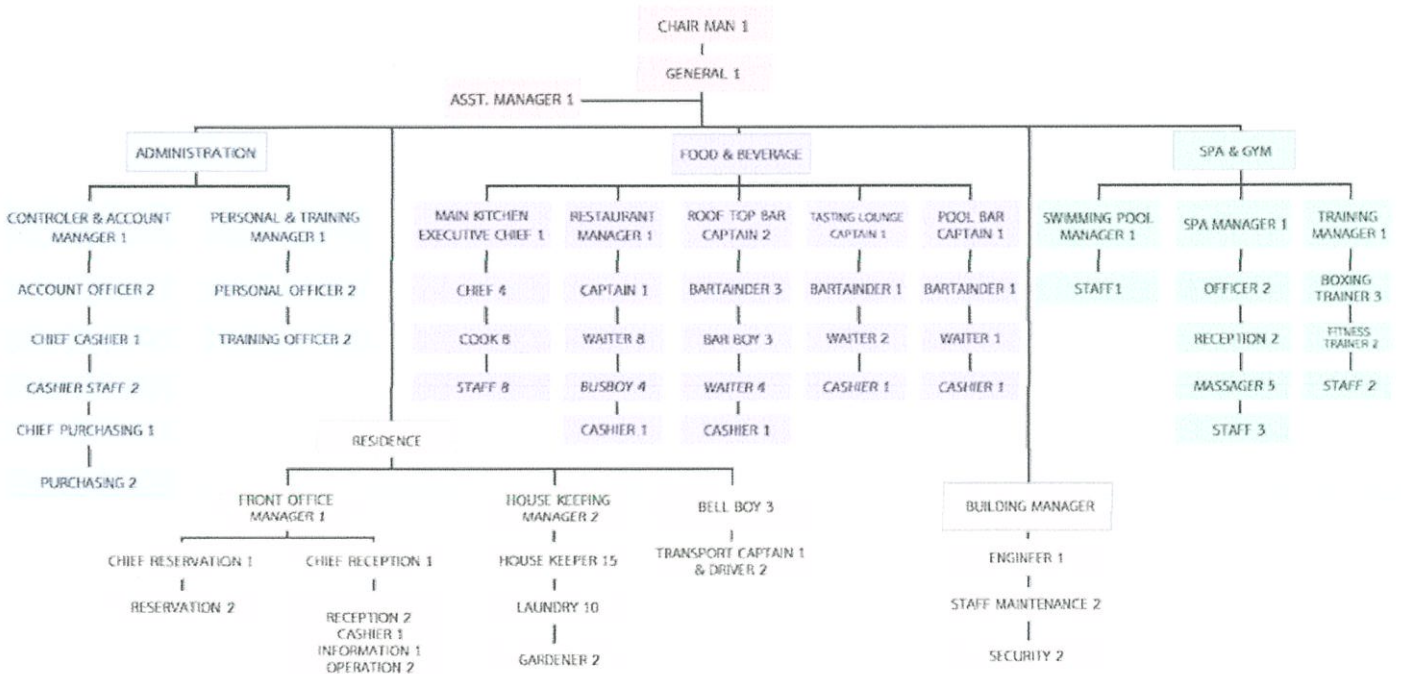 CHAIR MAN 1
GENERAL 1
ASST. MANAGER 1
ADMINISTRATION
FOOD & BEVERAGE
SPA & GYM
CONTROLER & ACCOUNT
MANAGER 1
PERSONAL & TRAINING
MANAGER 1
MAIN KITCHEN
EXECUTIVE CHIEF 1
RESTAURANT
MANAGER 1
ROOF TOP BAR
CAPTAIN 2
TASTING LOUNGE
CAPTAIN 1
POOL BAR
CAPTAIN 1
SWIMMING POOL
MANAGER 1
SPA MANAGER 1
TRAINING
MANAGER 1
ACCOUNT OFFICER 2
PERSONAL OFFICER 2
CHIEF 4
CAPTAIN 1
BARTAINDER 3
BARTAINDER 1
BARTAINDER 1
STAFF1
OFFICER 2
BOXING
TRAINER 3
CHIEF CASHIER 1
TRAINING OFFICER 2
COOK 8
WAITER 8
BAR BOY 3
WAITER 2
WAITER 1
RECEPTION 2
FITNESS
TRAINER 2
CASHIER STAFF 2
STAFF 8
BUSBOY 4
WAITER 4
CASHIER 1
CASHIER 1
MASSAGER 5
STAFF 2
CHIEF PURCHASING 1
CASHIER 1
CASHIER 1
STAFF 3
PURCHASING 2
RESIDENCE
FRONT OFFICE
MANAGER 1
HOUSE KEEPING
MANAGER 2
BELL BOY 3
BUILDING MANAGER
CHIEF RESERVATION 1
CHIEF RECEPTION 1
HOUSE KEEPER 15
TRANSPORT CAPTAIN 1
& DRIVER 2
ENGINEER 1
RESERVATION 2
RECEPTION 2
CASHIER 1
INFORMATION 1
OPERATION 2
LAUNDRY 10
STAFF MAINTENANCE 2
GARDENER 2
SECURITY 2